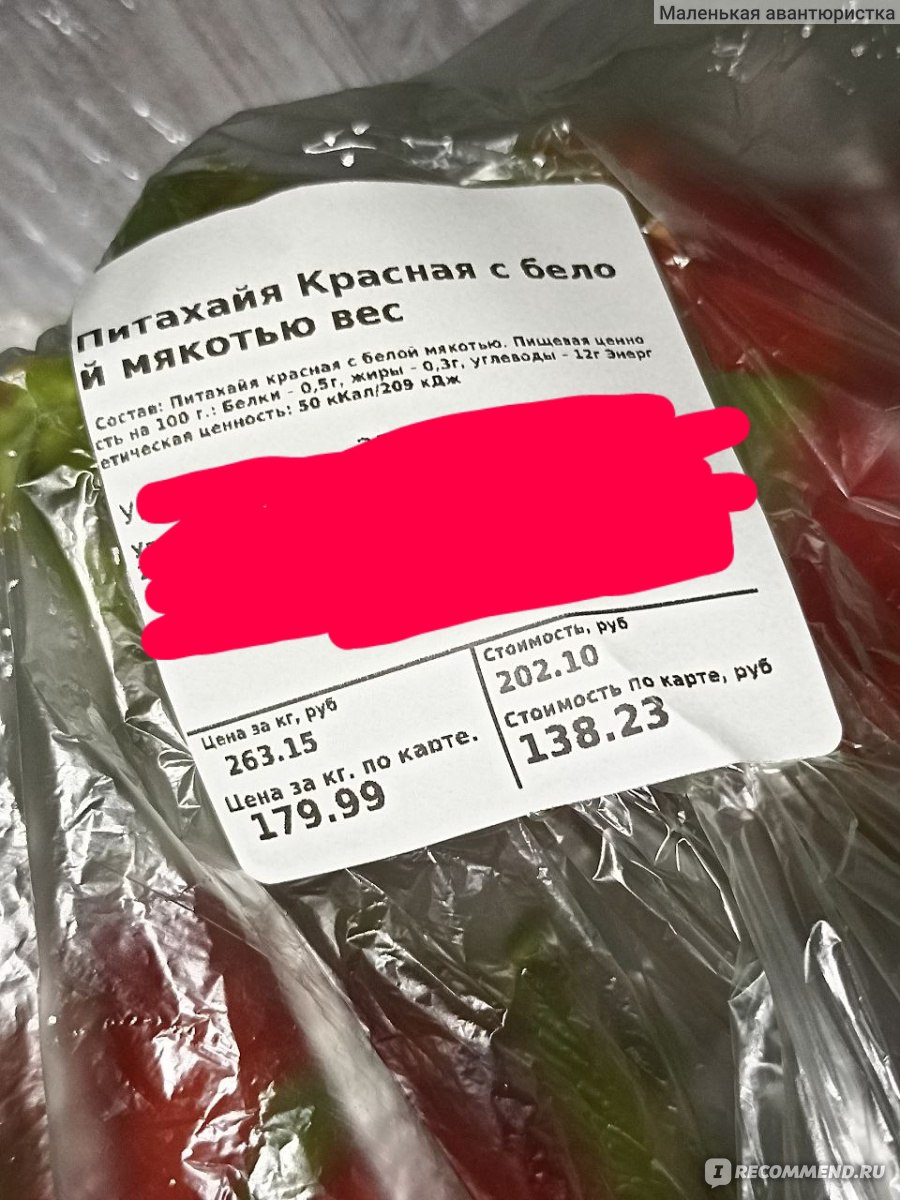 Маленькая авантюристка
Питахайя Красная с бело
й мякотью вес
Состав: Питахайя красная с белой мякотью. Пищевая ценно
сть на 100 г.: Белки - 0,5г, жиры - 0,3г, углеводы - 12г Энерг
етическая ценность: 50 кКал/209 кДж
Стоимость, руб
202.10
Стоимость по карте, руб
138.23
Цена за кг, руб
263.15
Цена за кг. по карте.
179.99
IRECOMMEND.RU